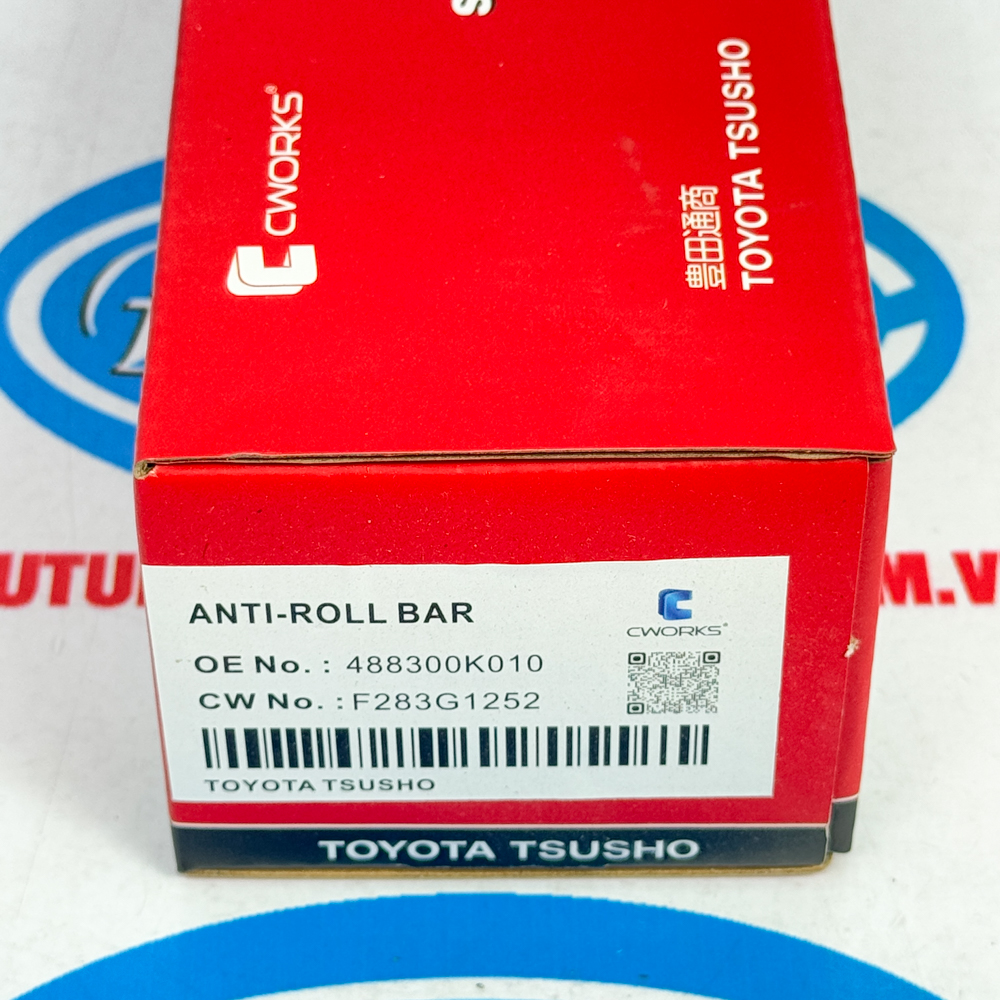 CWORKS®
豊田通商
TOYOTA TSUSHO
ANTI-ROLL BAR
CWORKS®
OE No. : 488300K010
CW No. : F283G1252
TOYOTA TSUSHO
TOYOTA TSUSHO